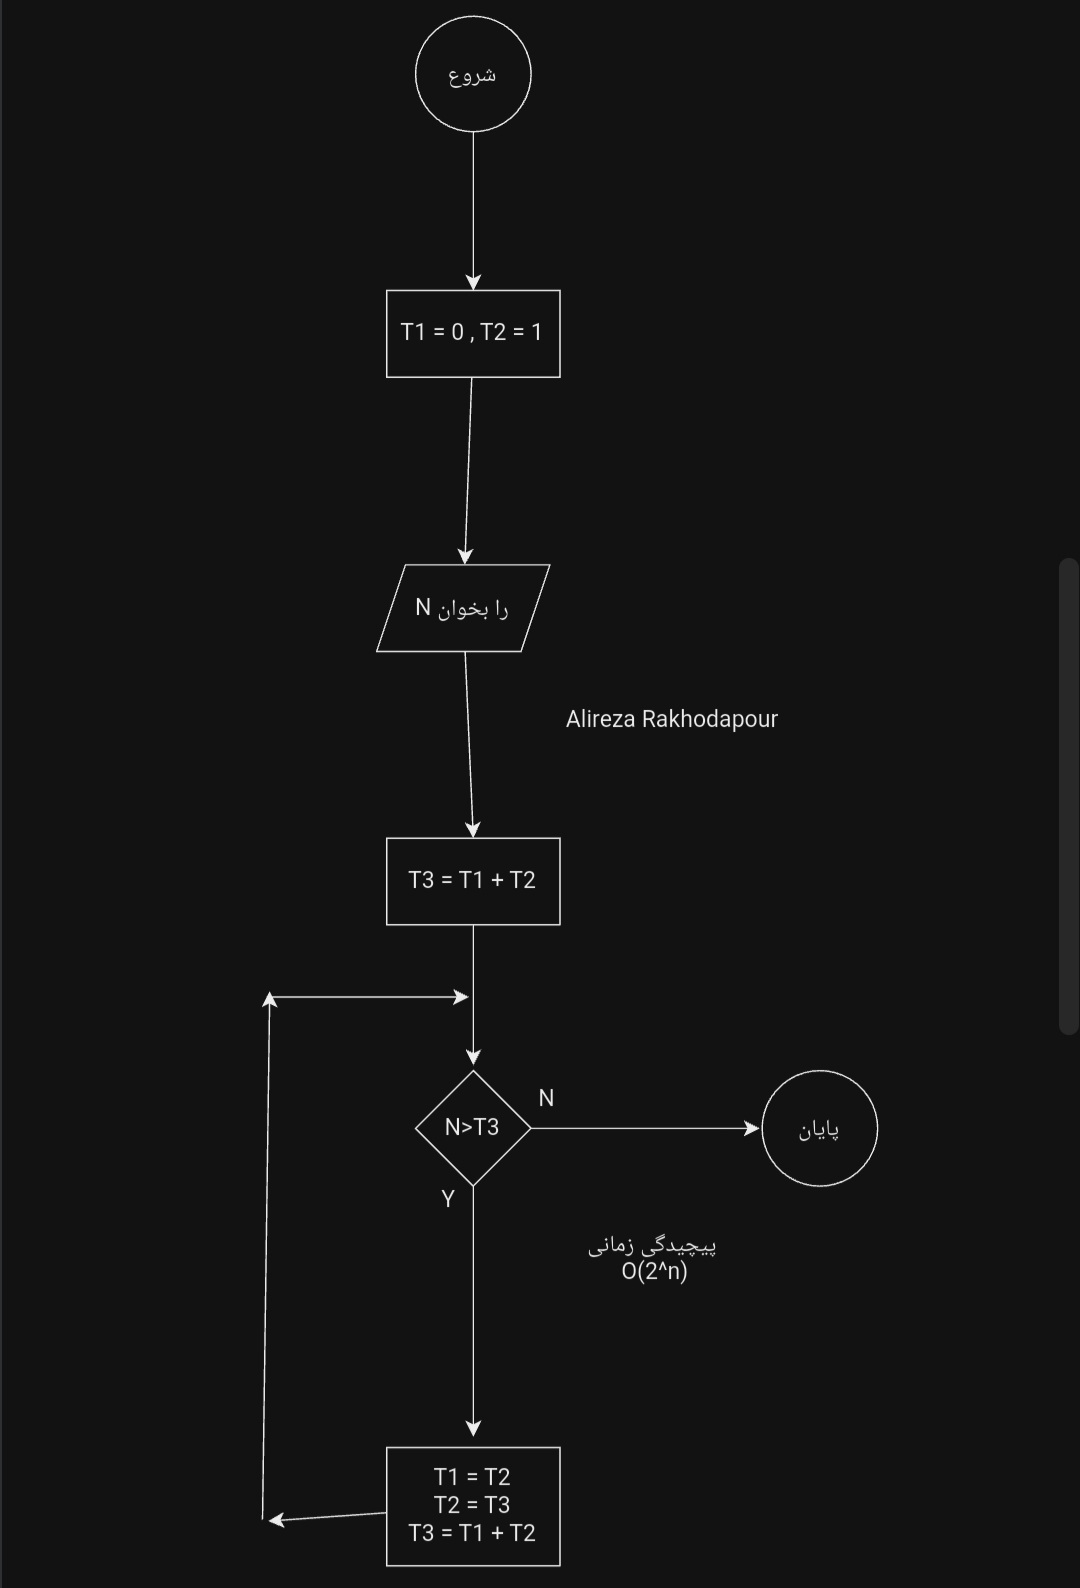 شروع
T1 = 0 , T2 = 1
N را بخوان
Alireza Rakhodapour
T3 = T1 + T2
N
N>T3
پایان
Y
پیچیدگی زمانی
O(2^n)
T1 = T2
T2 = T3
T3 = T1 + T2